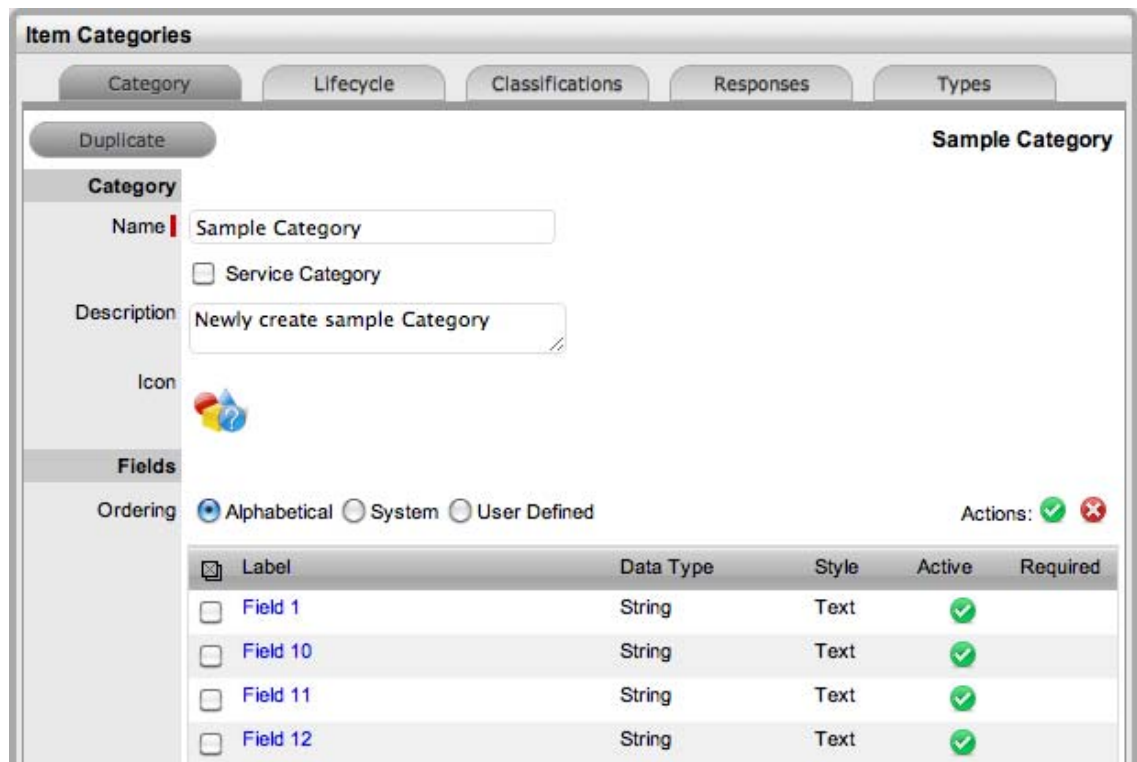 Item Categories
Category Lifecycle Classifications Responses Types
Duplicate Sample Category
Category
Name Sample Category
Service Category
Description Newly create sample Category
Icon
?
Fields
Ordering Alphabetical System User Defined Actions:
Label Data Type Style Active Required
Field 1 String Text
Field 10 String Text
Field 11 String Text
Field 12 String Text